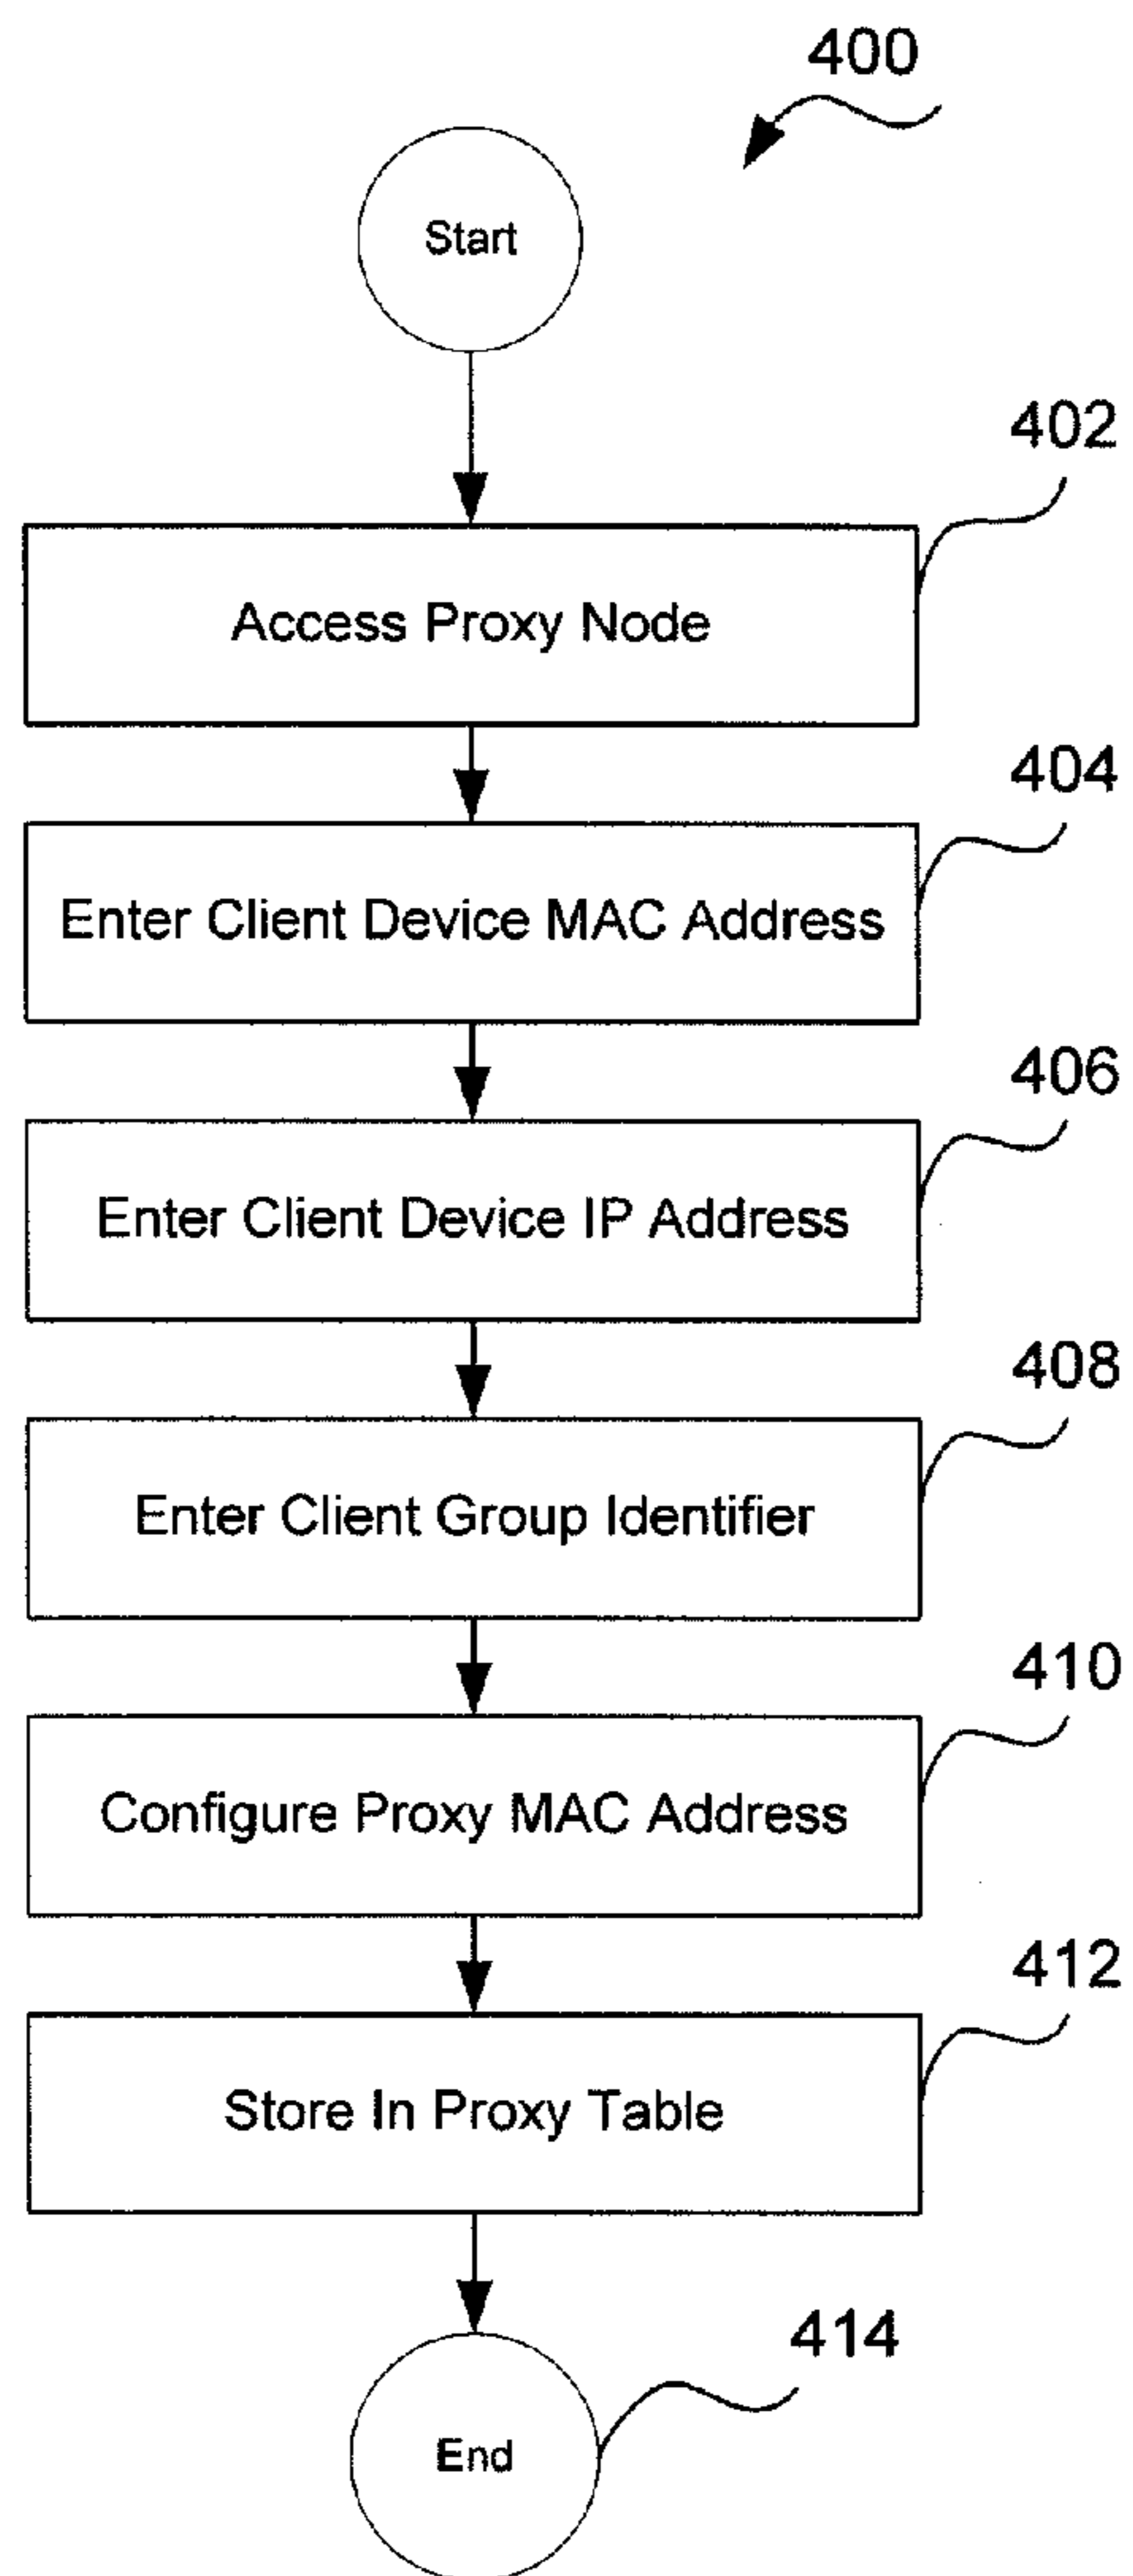 400
Start
402
Access Proxy Node
404
Enter Client Device MAC Address
406
Enter Client Device IP Address
408
Enter Client Group Identifier
410
Configure Proxy MAC Address
412
Store In Proxy Table
414
End